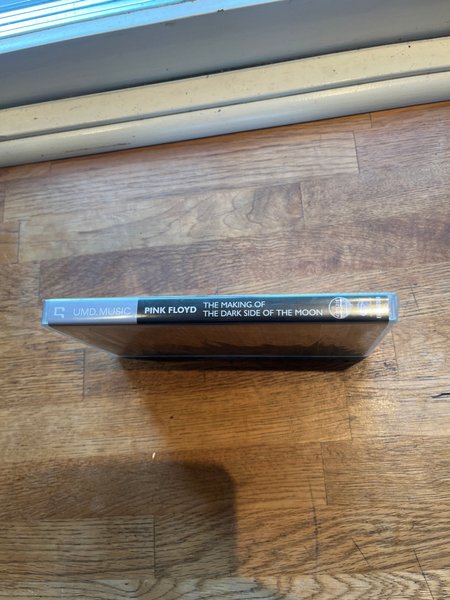 UMD.MUSIC
PINK FLOYD
THE MAKING OF
THE DARK SIDE OF THE MOON